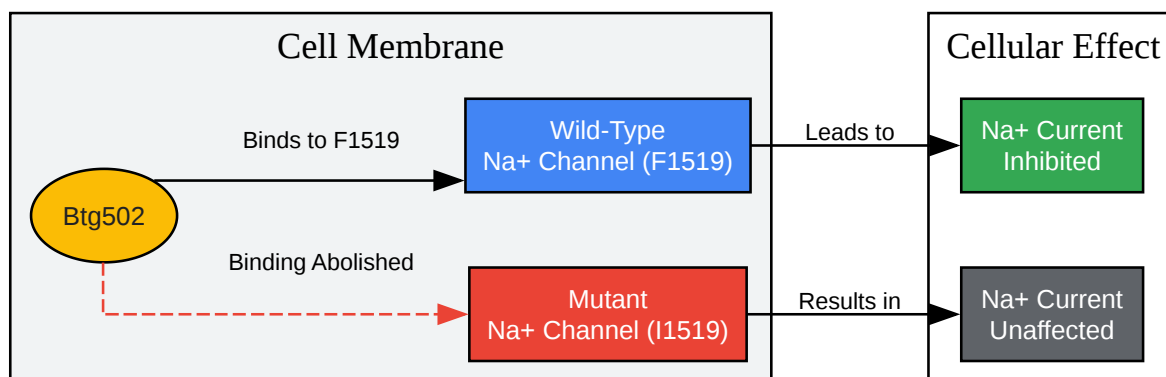 Cell Membrane
Cellular Effect
Binds to F1519
Wild-Type
Na+ Channel (F1519)
Leads to
Na+ Current
Inhibited
Btg502
Binding Abolished
Mutant
Na+ Channel (I1519)
Results in
Na+ Current
Unaffected